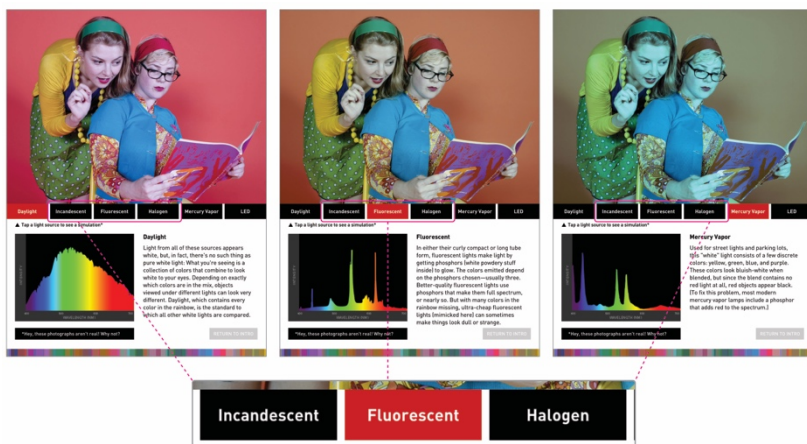 Daylight Incandescent Fluorescent Halogen Mercury Vapor LED
▲ Tap a light source to see a simulation*
Daylight
Light from all of these sources appears
white, but, in fact, there's no such thing as
pure white light: What you're seeing is a
collection of colors that combine to look
white to your eyes. Depending on exactly
which colors are in the mix, objects
viewed under different lights can look very
different. Daylight, which contains every
color in the rainbow, is the standard to
which all other white lights are compared.
*Hey, these photographs aren't real! Why not?
RETURN TO INTRO
Daylight Incandescent Fluorescent Halogen Mercury Vapor LED
▲ Tap a light source to see a simulation*
Fluorescent
In either their curly compact or long tube
form, fluorescent lights make light by
getting phosphors (the white powdery stuff
inside) to glow. The colors emitted depend
on the phosphors chosen—usually three.
Better-quality fluorescent lights use
phosphors that make them full spectrum,
or nearly so. But with many colors in the
rainbow missing, ultra-cheap fluorescent
lights (mimicked here) can sometimes
make things look dull or strange.
*Hey, these photographs aren't real! Why not?
RETURN TO INTRO
Daylight Incandescent Fluorescent Halogen Mercury Vapor LED
▲ Tap a light source to see a simulation*
Mercury Vapor
Used for street lights and parking lots,
this "white" light consists of a few discrete
colors: yellow, green, blue, and purple.
These colors look bluish-white when
blended, but since the blend contains no
red light at all, red objects appear black.
(To fix this problem, most modern
mercury vapor lamps include a phosphor
that adds red to the spectrum.)
*Hey, these photographs aren't real! Why not?
RETURN TO INTRO
Incandescent Fluorescent Halogen